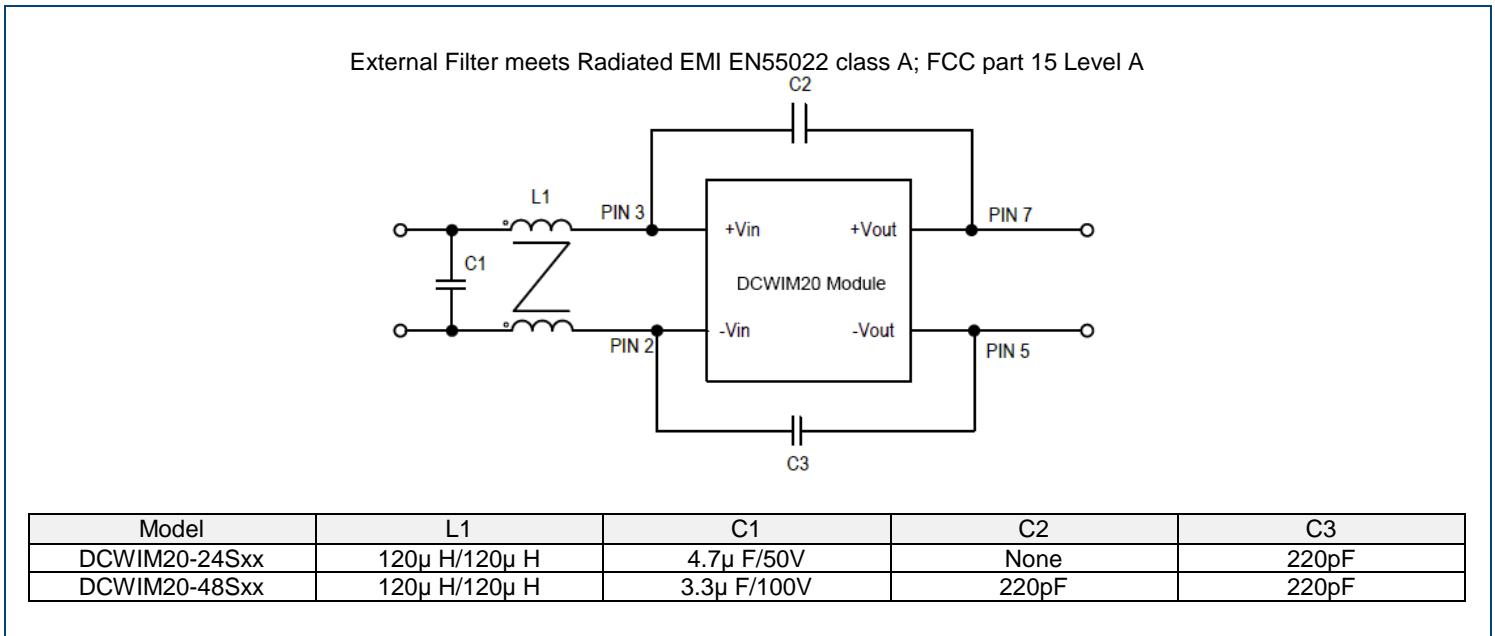 External Filter meets Radiated EMI EN55022 class A; FCC part 15 Level A
C2
L1
PIN 3
PIN 7
+Vin
+Vout
C1
DCWIM20 Module
-Vin
-Vout
PIN 2
PIN 5
C3
Model L1 C1 C2 C3
DCWIM20-24Sxx 120µ H/120µ H 4.7µ F/50V None 220pF
DCWIM20-48Sxx 120µ H/120µ H 3.3µ F/100V 220pF 220pF